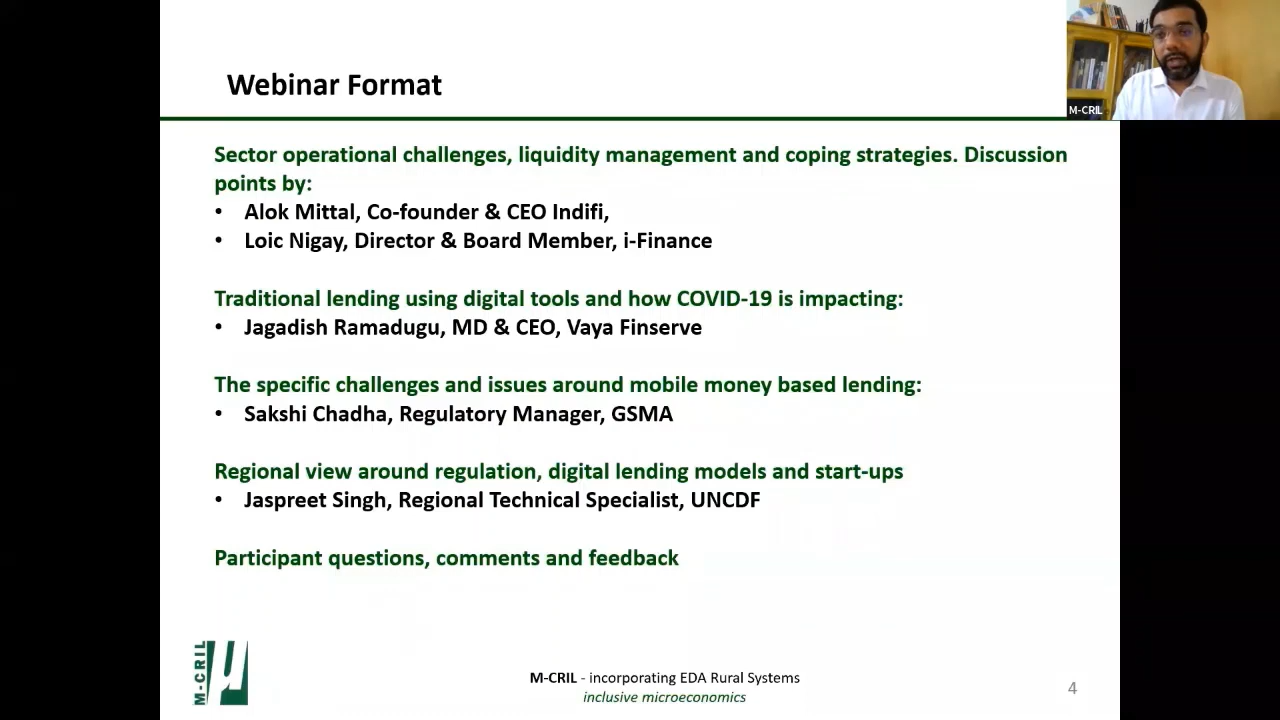 Webinar Format
M-CRIL
Sector operational challenges, liquidity management and coping strategies. Discussion
points by:
• Alok Mittal, Co-founder & CEO Indifi,
• Loic Nigay, Director & Board Member, i-Finance
Traditional lending using digital tools and how COVID-19 is impacting:
• Jagadish Ramadugu, MD & CEO, Vaya Finserve
The specific challenges and issues around mobile money based lending:
• Sakshi Chadha, Regulatory Manager, GSMA
Regional view around regulation, digital lending models and start-ups
• Jaspreet Singh, Regional Technical Specialist, UNCDF
Participant questions, comments and feedback
M-CRIL
μ
M-CRIL - incorporating EDA Rural Systems
inclusive microeconomics
4